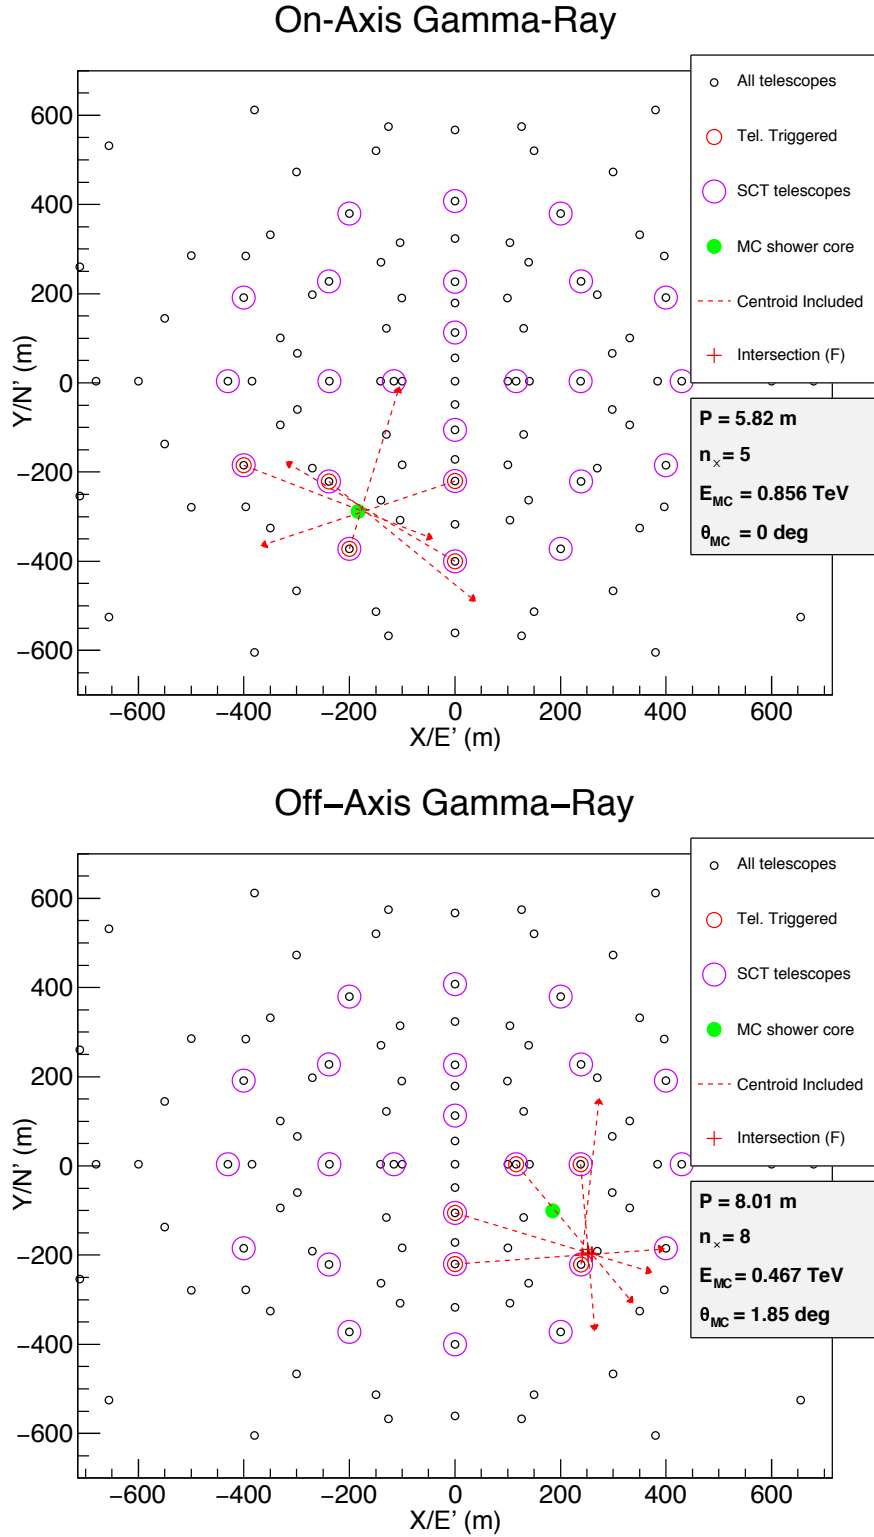 On-Axis Gamma-Ray
All telescopes
Tel. Triggered
SCT telescopes
MC shower core
Centroid Included
Intersection (F)
P = 5.82 m
n× = 5
EMC = 0.856 TeV
θMC = 0 deg
Y/N' (m)
600
400
200
0
−200
−400
−600
−600 −400 −200 0 200 400 600
X/E' (m)
Off−Axis Gamma−Ray
All telescopes
Tel. Triggered
SCT telescopes
MC shower core
Centroid Included
Intersection (F)
P = 8.01 m
n× = 8
EMC = 0.467 TeV
θMC = 1.85 deg
Y/N' (m)
600
400
200
0
−200
−400
−600
−600 −400 −200 0 200 400 600
X/E' (m)